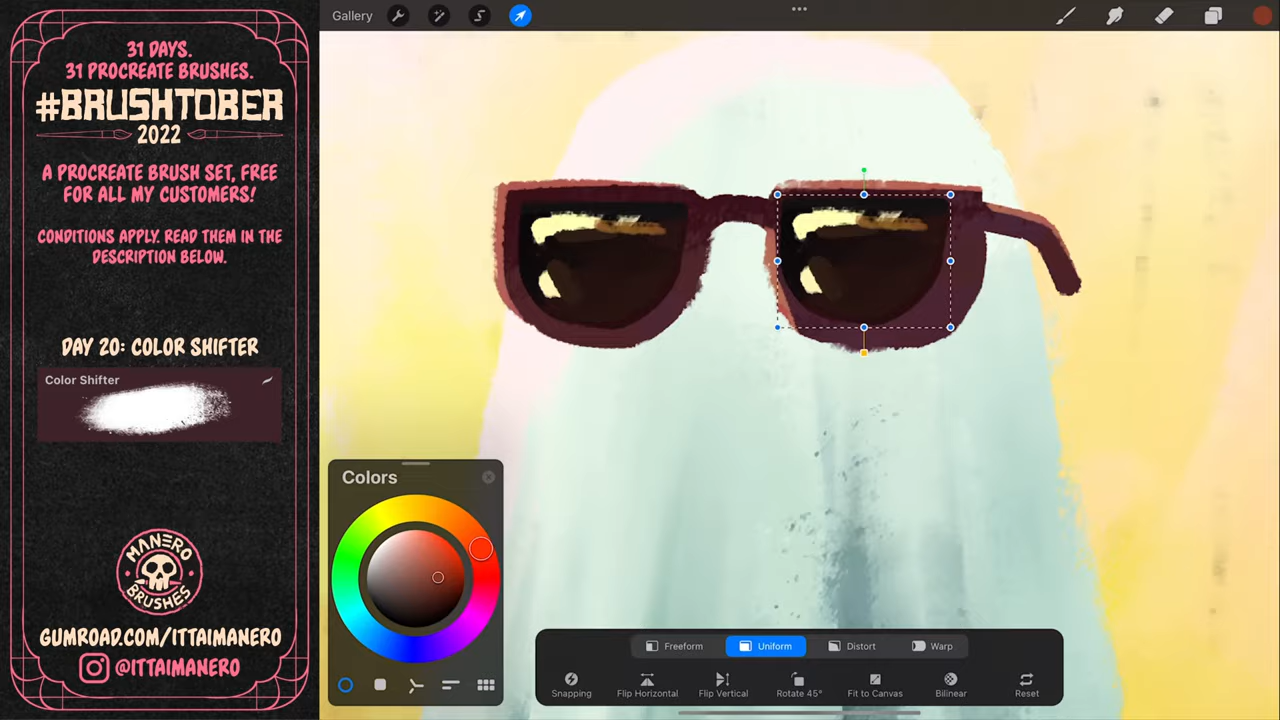 31 DAYS.
31 PROCREATE BRUSHES.
#BRUSHTOBER
2022
A PROCREATE BRUSH SET, FREE
FOR ALL MY CUSTOMERS!
CONDITIONS APPLY. READ THEM IN THE
DESCRIPTION BELOW.
DAY 20: COLOR SHIFTER
Color Shifter
MANERO
BRUSHES
GUMROAD.COM/ITTAIMANERO
@ITTAIMANERO
Gallery
Colors
Freeform Uniform Distort Warp
Snapping Flip Horizontal Flip Vertical Rotate 45° Fit to Canvas Bilinear Reset